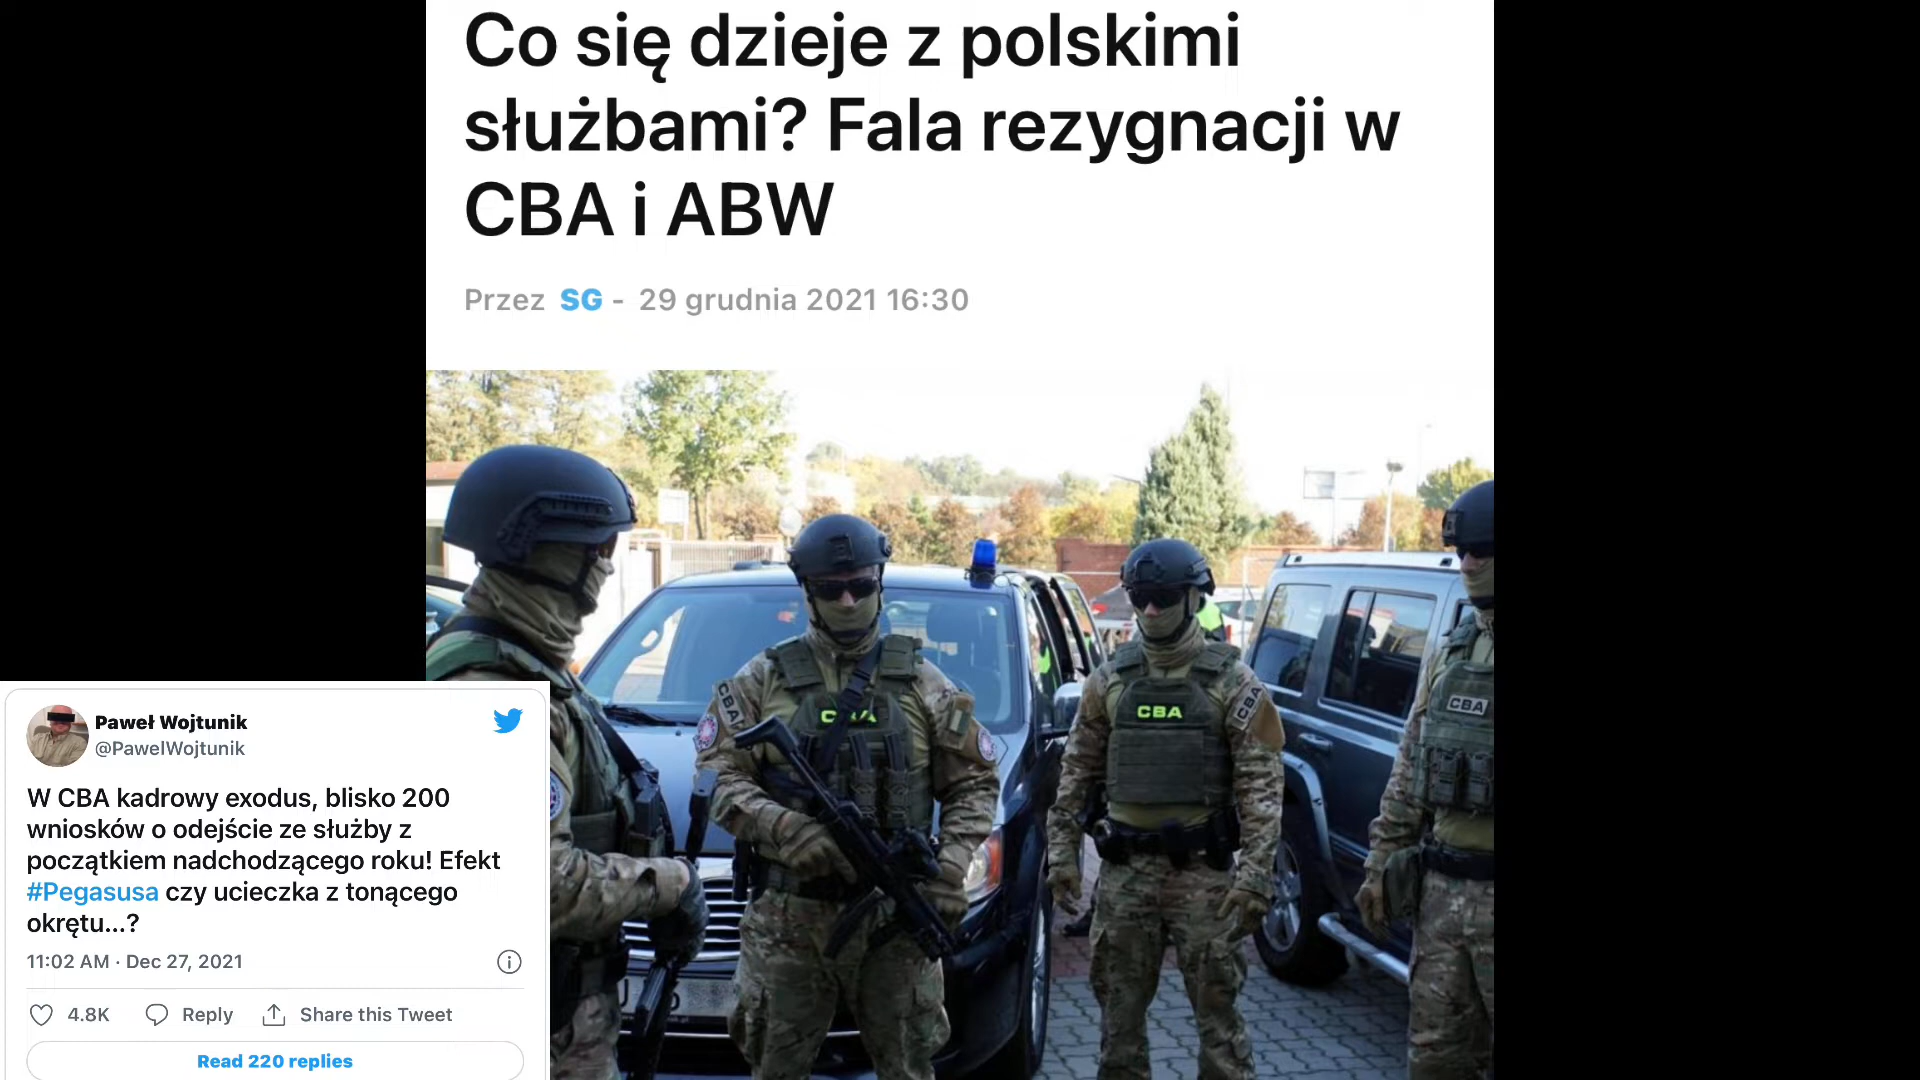 Co się dzieje z polskimi
służbami? Fala rezygnacji w
CBA i ABW
Przez SG - 29 grudnia 2021 16:30
CBA
CBA
CBA
CBA
CBA
Paweł Wojtunik
@PawelWojtunik
W CBA kadrowy exodus, blisko 200
wniosków o odejście ze służby z
początkiem nadchodzącego roku! Efekt
#Pegasusa czy ucieczka z tonącego
okrętu...?
11:02 AM · Dec 27, 2021
4.8K Reply Share this Tweet
Read 220 replies